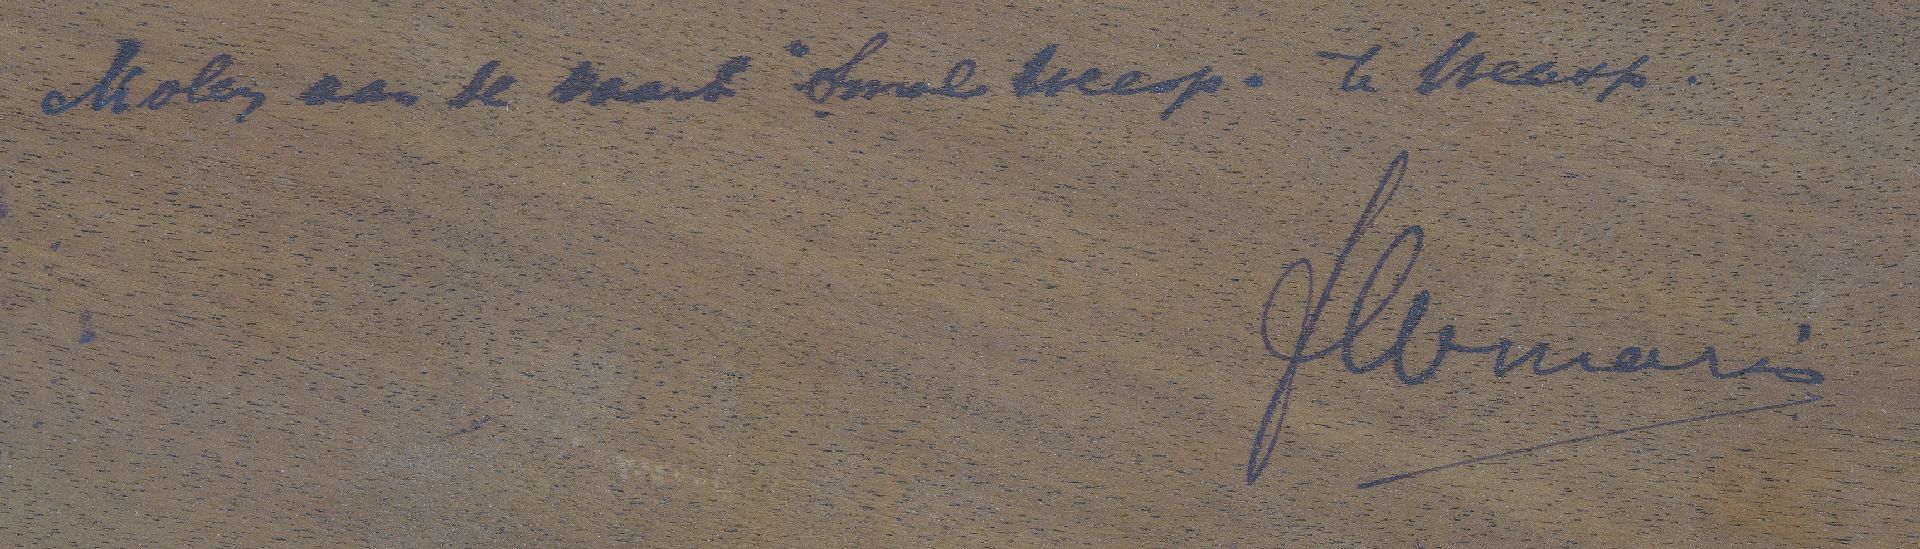 Molen aan de vaart "Smal Weesp. te Weesp.